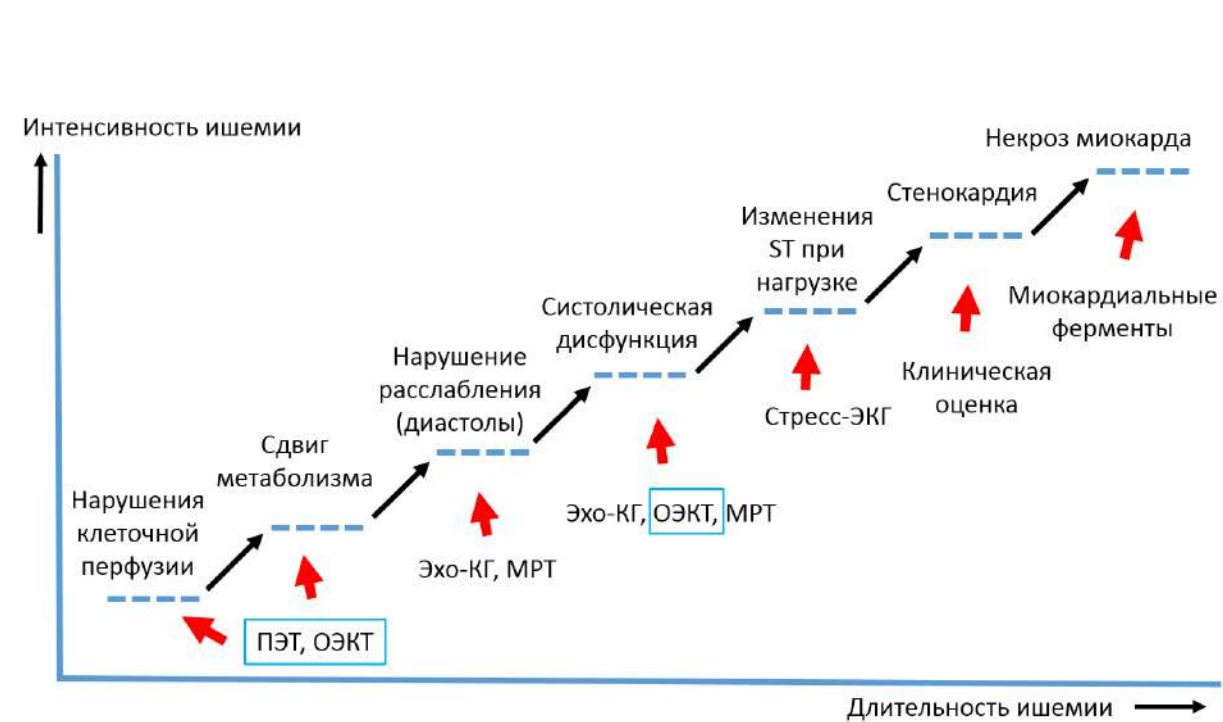 Интенсивность ишемии
Некроз миокарда
Стенокардия
Изменения
ST при
нагрузке
Систолическая
дисфункция
Нарушение
расслабления
(диастолы)
Сдвиг
метаболизма
Нарушения
клеточной
перфузии
ПЭТ, ОЭКТ
Эхо-КГ, МРТ
Эхо-КГ, ОЭКТ, МРТ
Стресс-ЭКГ
Клиническая
оценка
Миокардиальные
ферменты
Длительность ишемии